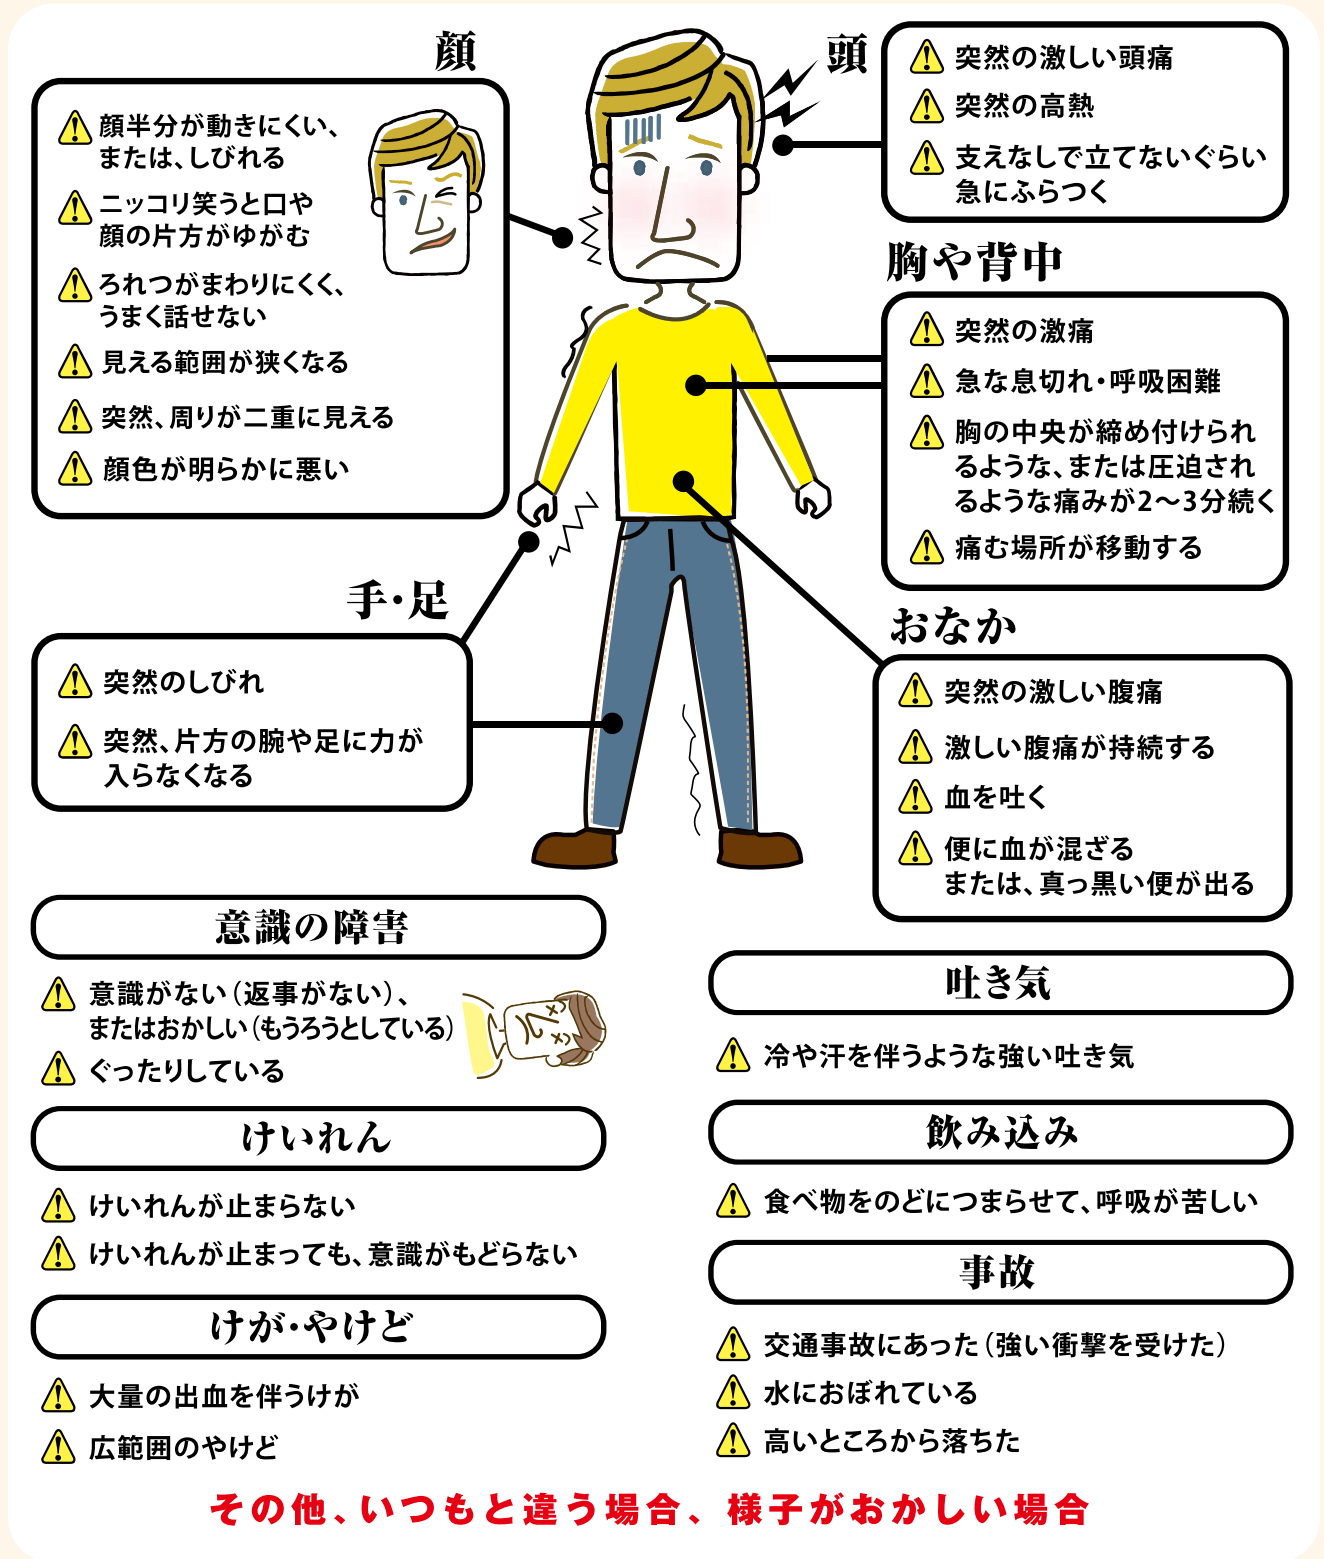 顔
顔半分が動きにくい、
または、しびれる
ニッコリ笑うと口や
顔の片方がゆがむ
ろれつがまわりにくく、
うまく話せない
見える範囲が狭くなる
突然、周りが二重に見える
顔色が明らかに悪い
頭
突然の激しい頭痛
突然の高熱
支えなしで立てないぐらい
急にふらつく
胸や背中
突然の激痛
急な息切れ・呼吸困難
胸の中央が締め付けられ
るような、または圧迫され
るような痛みが2〜3分続く
痛む場所が移動する
手・足
突然のしびれ
突然、片方の腕や足に力が
入らなくなる
おなか
突然の激しい腹痛
激しい腹痛が持続する
血を吐く
便に血が混ざる
または、真っ黒い便が出る
意識の障害
意識がない（返事がない）、
またはおかしい（もうろうとしている）
ぐったりしている
けいれん
けいれんが止まらない
けいれんが止まっても、意識がもどらない
けが・やけど
大量の出血を伴うけが
広範囲のやけど
吐き気
冷や汗を伴うような強い吐き気
飲み込み
食べ物をのどにつまらせて、呼吸が苦しい
事故
交通事故にあった（強い衝撃を受けた）
水におぼれている
高いところから落ちた
その他、いつもと違う場合、様子がおかしい場合